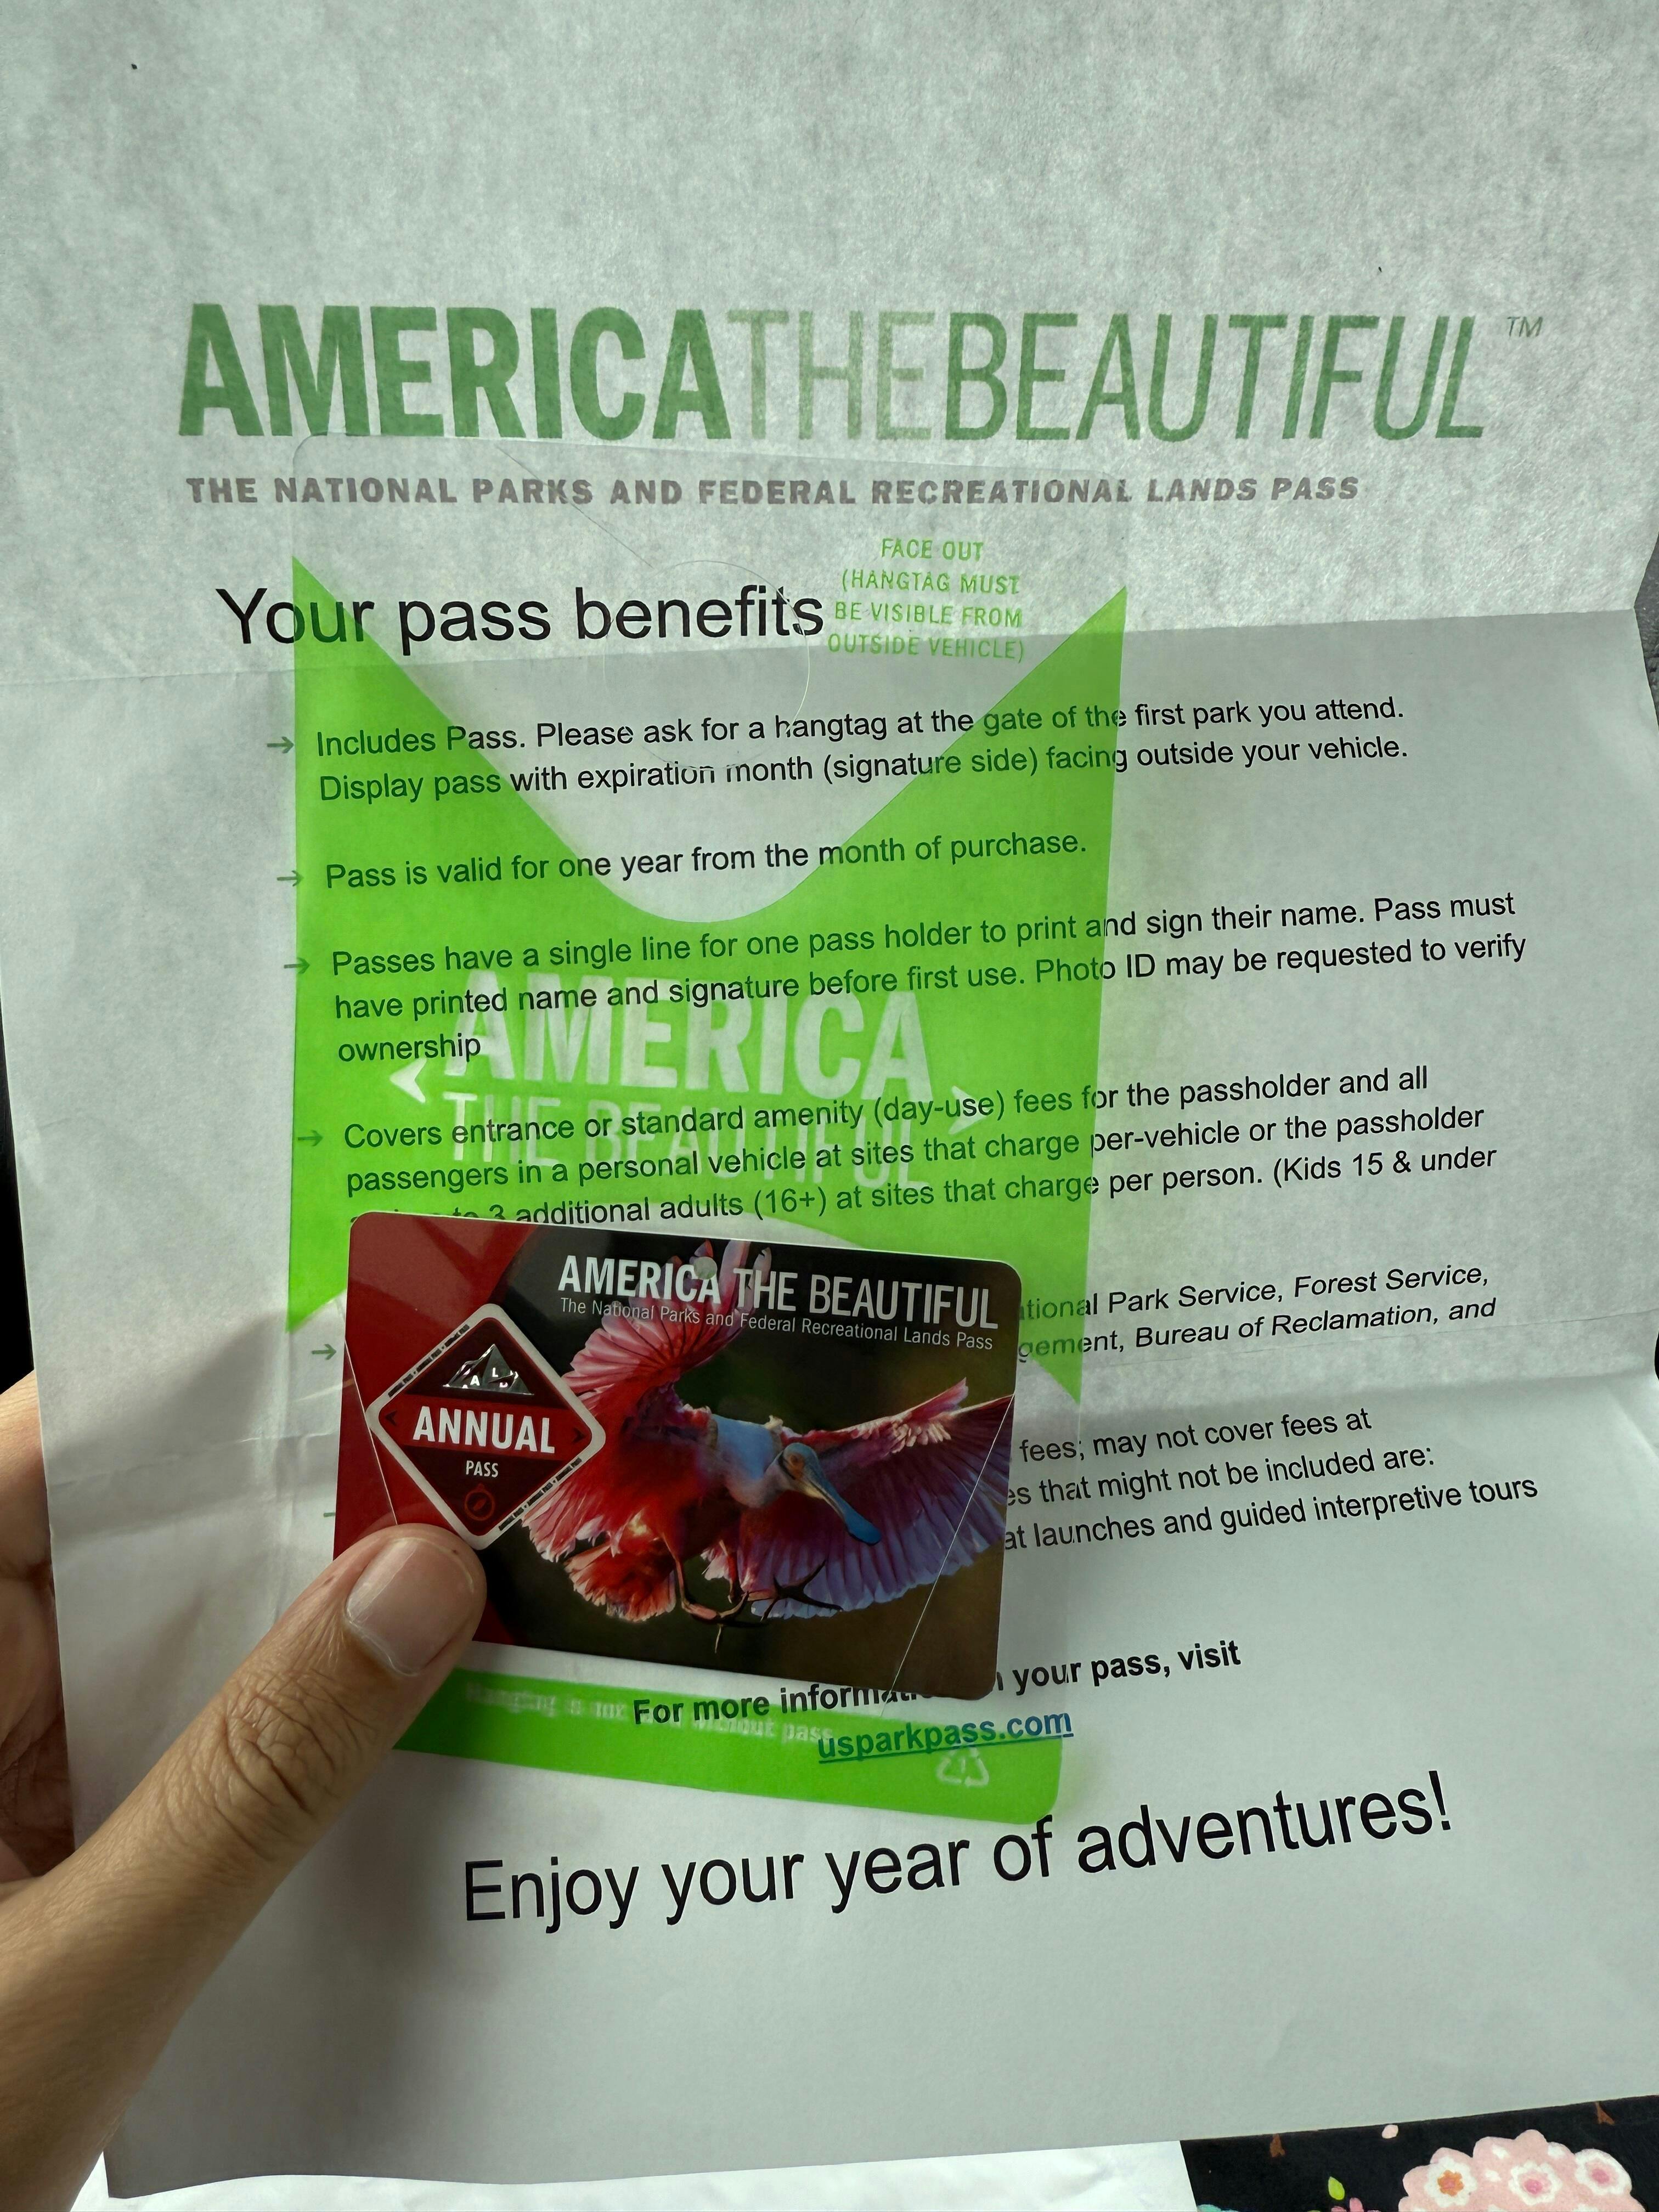 AMERICATHEBEAUTIFUL™
THE NATIONAL PARKS AND FEDERAL RECREATIONAL LANDS PASS
FACE OUT
(HANGTAG MUST
BE VISIBLE FROM
OUTSIDE VEHICLE)
Your pass benefits
→ Includes Pass. Please ask for a hangtag at the gate of the first park you attend.
Display pass with expiration month (signature side) facing outside your vehicle.
→ Pass is valid for one year from the month of purchase.
→ Passes have a single line for one pass holder to print and sign their name. Pass must
have printed name and signature before first use. Photo ID may be requested to verify
ownership
AMERICA
THE BEAUTIFUL
→ Covers entrance or standard amenity (day-use) fees for the passholder and all
passengers in a personal vehicle at sites that charge per-vehicle or the passholder
3 additional adults (16+) at sites that charge per person. (Kids 15 & under
→ Park Service, Forest Service,
Bureau of Reclamation, and
fees; may not cover fees at
that might not be included are:
launches and guided interpretive tours
AMERICA THE BEAUTIFUL
The National Parks and Federal Recreational Lands Pass
ANNUAL
PASS
For more your pass, visit
usparkpass.com
without pass
1
Enjoy your year of adventures!